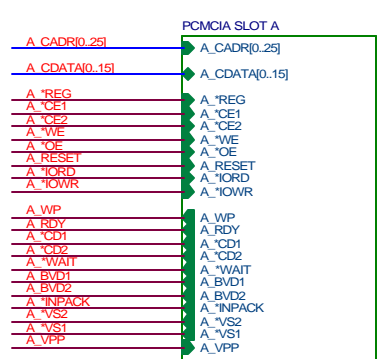 PCMCIA SLOT A
A_CADR[0..25] A_CADR[0..25]
A_CDATA[0..15] A_CDATA[0..15]
A_*REG A_*REG
A_*CE1 A_*CE1
A_*CE2 A_*CE2
A_*WE A_*WE
A_*OE A_*OE
A_RESET A_RESET
A_*IORD A_*IORD
A_*IOWR A_*IOWR
A_WP A_WP
A_RDY A_RDY
A_*CD1 A_*CD1
A_*CD2 A_*CD2
A_*WAIT A_*WAIT
A_BVD1 A_BVD1
A_BVD2 A_BVD2
A_*INPACK A_*INPACK
A_*VS2 A_*VS2
A_*VS1 A_*VS1
A_VPP A_VPP